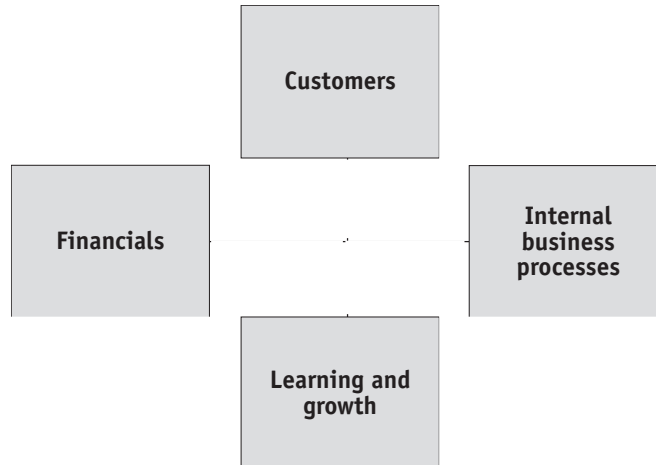 Customers
Financials
Internal
business
processes
Learning and
growth